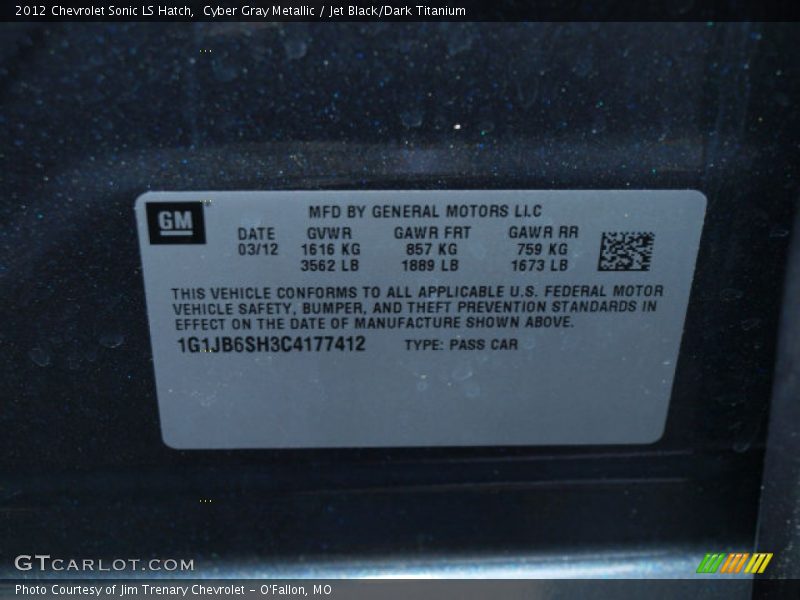 2012 Chevrolet Sonic LS Hatch,  Cyber Gray Metallic / Jet Black/Dark Titanium
GM
MFD BY GENERAL MOTORS LLC
DATE GVWR GAWR FRT GAWR RR
03/12 1616 KG 857 KG 759 KG
3562 LB 1889 LB 1673 LB
THIS VEHICLE CONFORMS TO ALL APPLICABLE U.S. FEDERAL MOTOR
VEHICLE SAFETY, BUMPER, AND THEFT PREVENTION STANDARDS IN
EFFECT ON THE DATE OF MANUFACTURE SHOWN ABOVE.
1G1JB6SH3C4177412 TYPE: PASS CAR
GTCARLOT.COM
Photo Courtesy of Jim Trenary Chevrolet - O'Fallon, MO